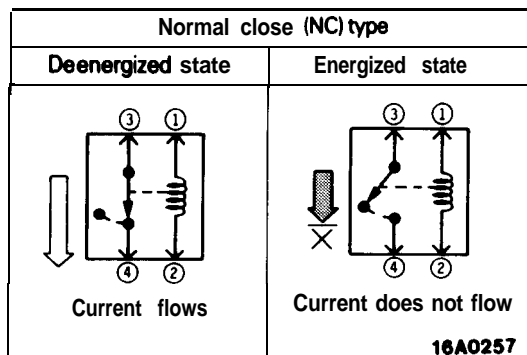 Normal close (NC) type
Deenergized state
Energized state
③ ①
④ ②
Current flows
③ ①
④ ②
Current does not flow
16A0257